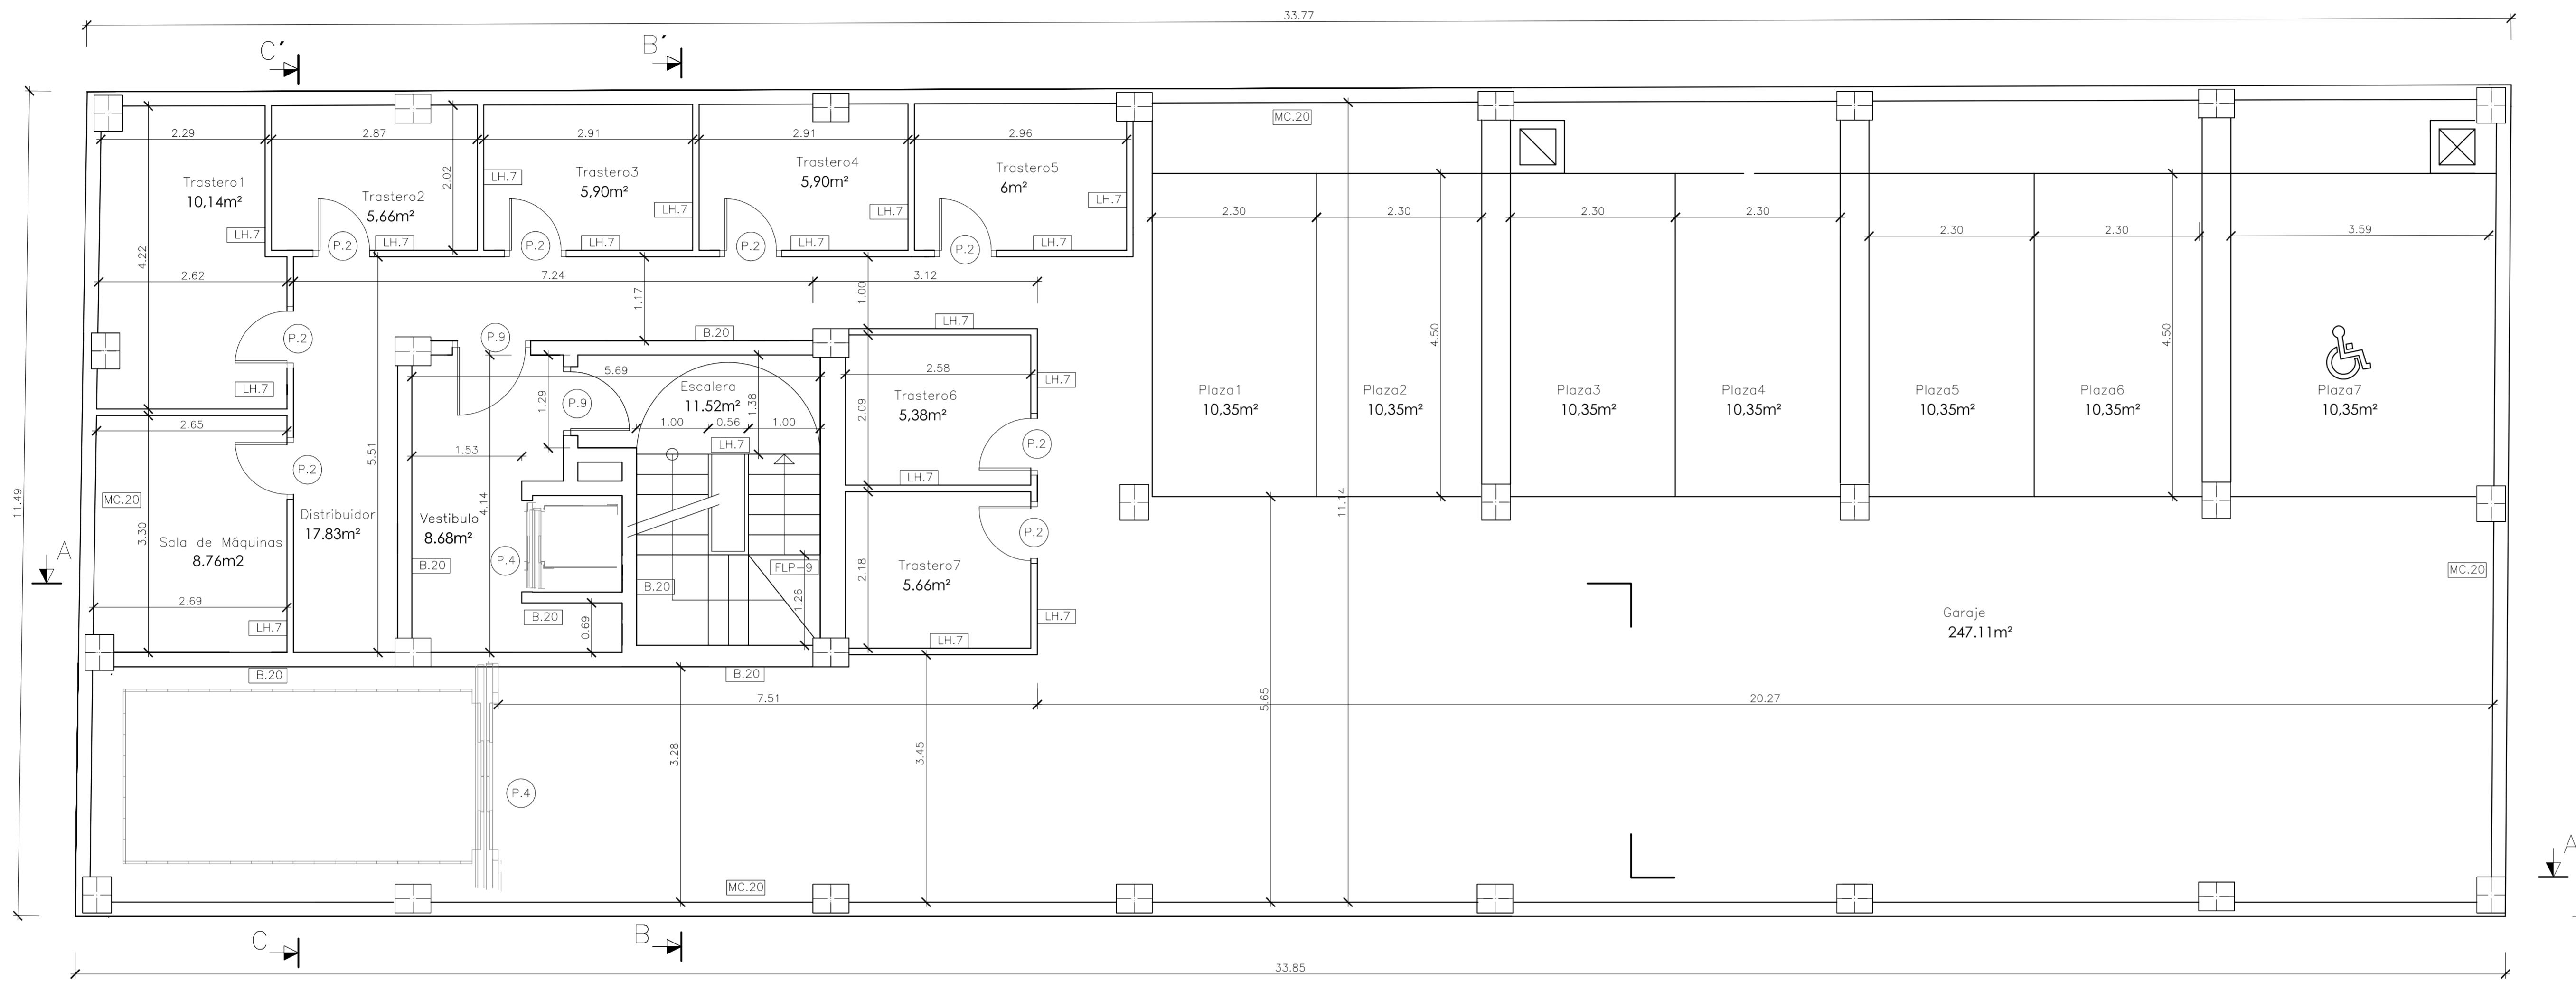 33.77
C´
B´
MC.20
2.29
2.87
2.91
2.91
2.96
2.02
Trastero1
10,14m²
Trastero2
5,66m²
Trastero3
5,90m²
Trastero4
5,90m²
Trastero5
6m²
LH.7
LH.7
LH.7
LH.7
LH.7
LH.7
LH.7
LH.7
LH.7
P.2
P.2
P.2
P.2
2.30
2.30
2.30
2.30
2.30
2.30
3.59
4.22
2.62
7.24
3.12
1.17
1.00
P.2
P.9
B.20
LH.7
4.50
4.50
LH.7
5.69
Escalera
11.52m²
1.38
1.29
P.9
2.58
LH.7
Trastero6
5,38m²
2.09
Plaza1
10,35m²
Plaza2
10,35m²
Plaza3
10,35m²
Plaza4
10,35m²
Plaza5
10,35m²
Plaza6
10,35m²
Plaza7
10,35m²
2.65
1.00
0.56
1.00
LH.7
P.2
P.2
5.51
1.53
LH.7
11.49
MC.20
4.14
11.14
3.30
Distribuidor
17.83m²
Vestibulo
8.68m²
P.2
Sala de Máquinas
8.76m2
A
B.20
P.4
B.20
FLP-9
2.18
Trastero7
5.66m²
MC.20
2.69
LH.7
B.20
0.69
1.26
LH.7
LH.7
Garaje
247.11m²
B.20
B.20
7.51
5.65
20.27
3.28
3.45
P.4
A
MC.20
C
B
33.85